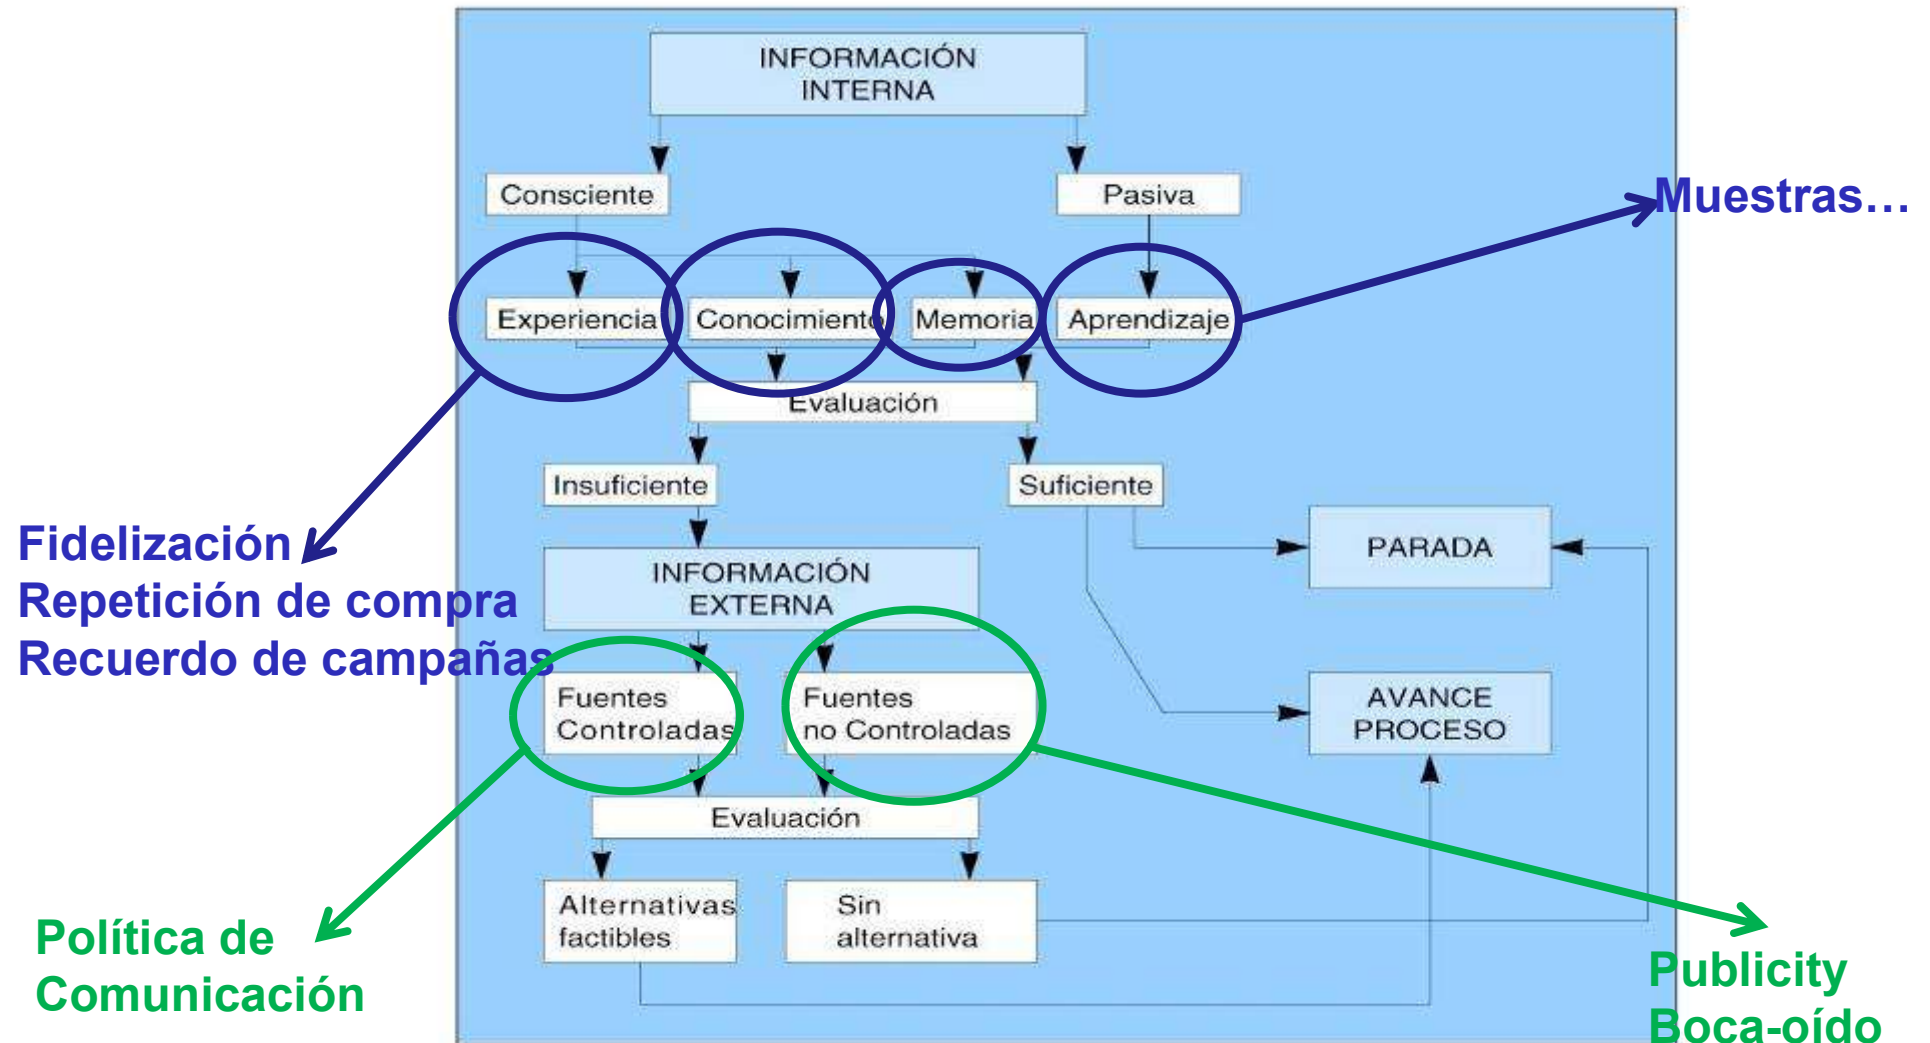 INFORMACIÓN
INTERNA
Consciente
Pasiva
Muestras…
Experiencia
Conocimiento
Memoria
Aprendizaje
Evaluación
Insuficiente
Suficiente
Fidelización
Repetición de compra
Recuerdo de campañas
INFORMACIÓN
EXTERNA
PARADA
Fuentes
Controladas
Fuentes
no Controladas
AVANCE
PROCESO
Evaluación
Alternativas
factibles
Sin
alternativa
Política de
Comunicación
Publicity
Boca-oído